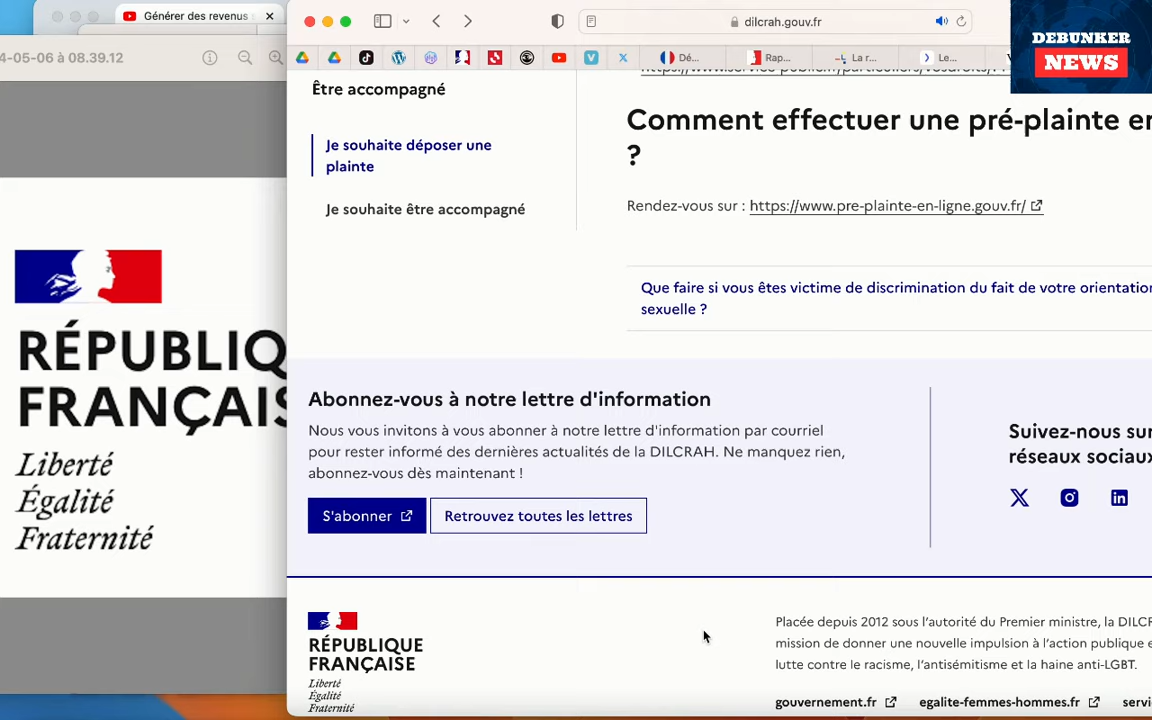 Générer des revenus s
4-05-06 à 08.39.12
dilcrah.gouv.fr
DEBUNKER
NEWS
Dé...
Rap...
La r...
Le...
Être accompagné
Je souhaite déposer une
plainte
Je souhaite être accompagné
Comment effectuer une pré-plainte en
?
Rendez-vous sur : https://www.pre-plainte-en-ligne.gouv.fr/
Que faire si vous êtes victime de discrimination du fait de votre orientation
sexuelle ?
RÉPUBLIQ
FRANÇAIS
Liberté
Égalité
Fraternité
Abonnez-vous à notre lettre d'information
Nous vous invitons à vous abonner à notre lettre d'information par courriel
pour rester informé des dernières actualités de la DILCRAH. Ne manquez rien,
abonnez-vous dès maintenant !
S'abonner
Retrouvez toutes les lettres
Suivez-nous sur
réseaux sociaux
RÉPUBLIQUE
FRANÇAISE
Liberté
Égalité
Fraternité
Placée depuis 2012 sous l'autorité du Premier ministre, la DILCR
mission de donner une nouvelle impulsion à l'action publique e
lutte contre le racisme, l'antisémitisme et la haine anti-LGBT.
gouvernement.fr
egalite-femmes-hommes.fr
servi